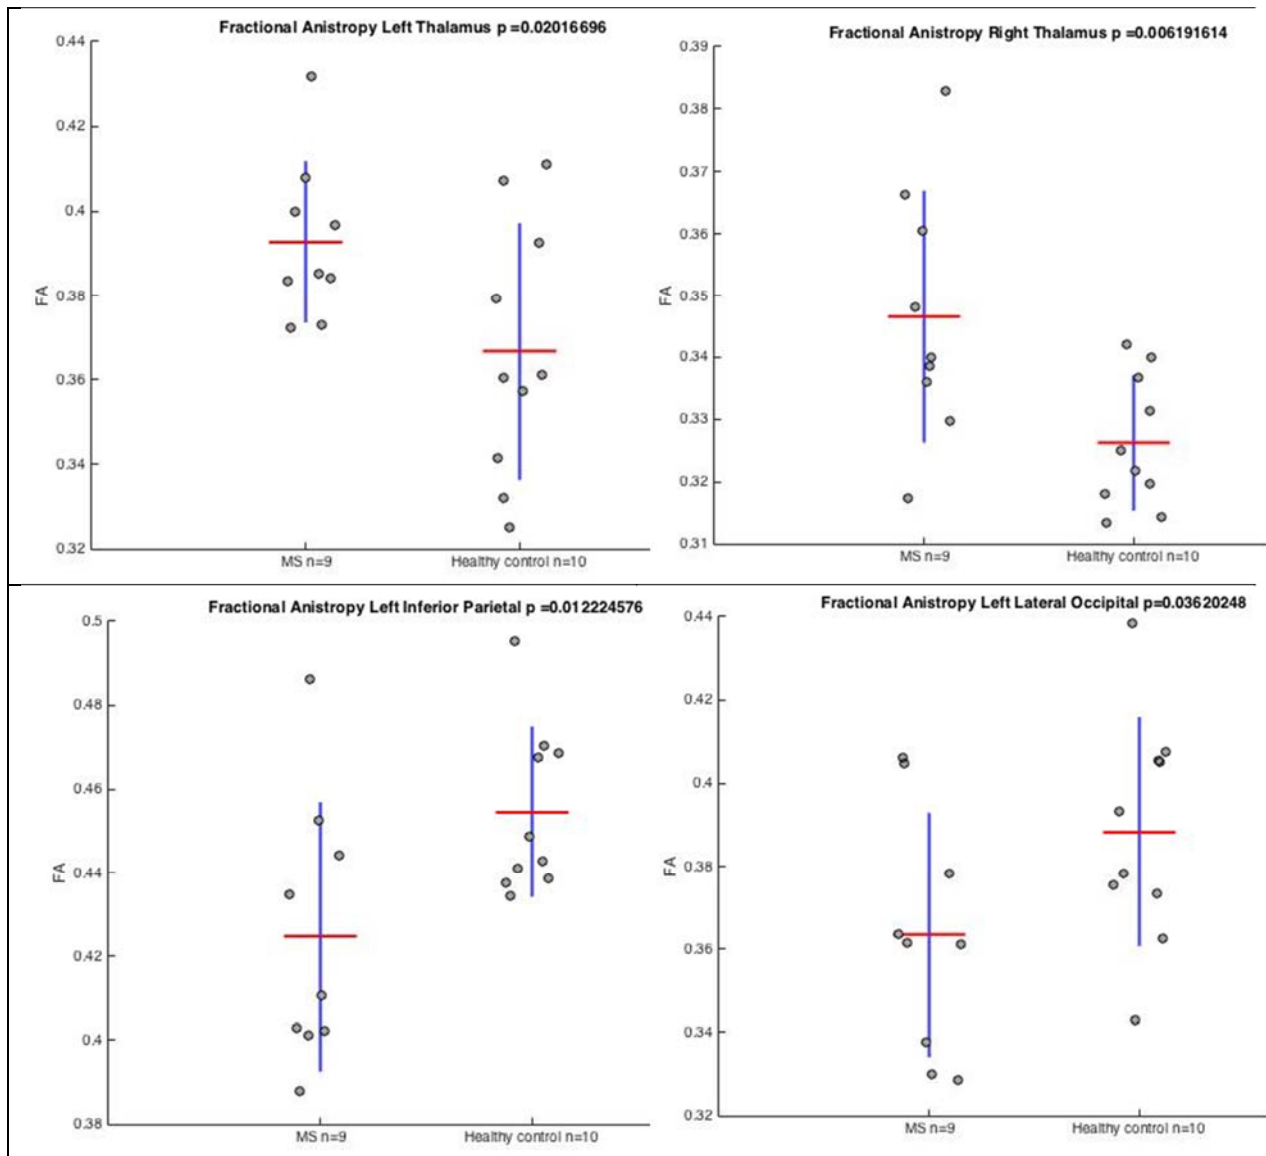 Fractional Anistropy Left Thalamus p =0.02016696
0.44
0.42
0.4
0.38
0.36
0.34
0.32
FA
MS n=9
Healthy control n=10
Fractional Anistropy Right Thalamus p =0.006191614
0.39
0.38
0.37
0.36
0.35
0.34
0.33
0.32
0.31
FA
MS n=9
Healthy control n=10
Fractional Anistropy Left Inferior Parietal p =0.012224576
0.5
0.48
0.46
0.44
0.42
0.4
0.38
FA
MS n=9
Healthy control n=10
Fractional Anistropy Left Lateral Occipital p=0.03620248
0.44
0.42
0.4
0.38
0.36
0.34
0.32
FA
MS n=9
Healthy control n=10